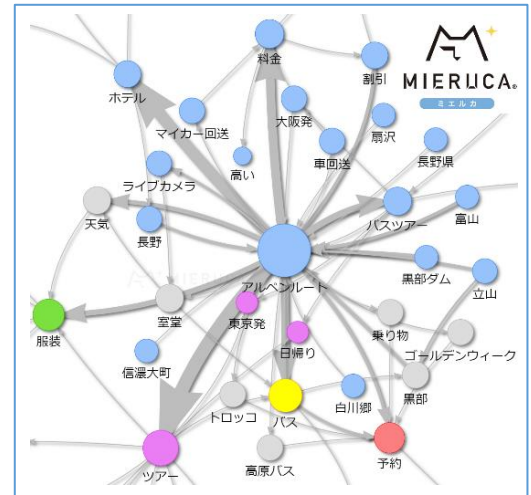 料金
割引
MIERUCA®
ミエルカ
ホテル
マイカー回送
大阪発
扇沢
高い
車回送
長野県
ライブカメラ
天気
長野
バスツアー
富山
アルペンルート
黒部ダム
立山
室堂
東京発
服装
乗り物
日帰り
信濃大町
ゴールデンウィーク
トロッコ
バス
白川郷
黒部
ツアー
高原バス
予約